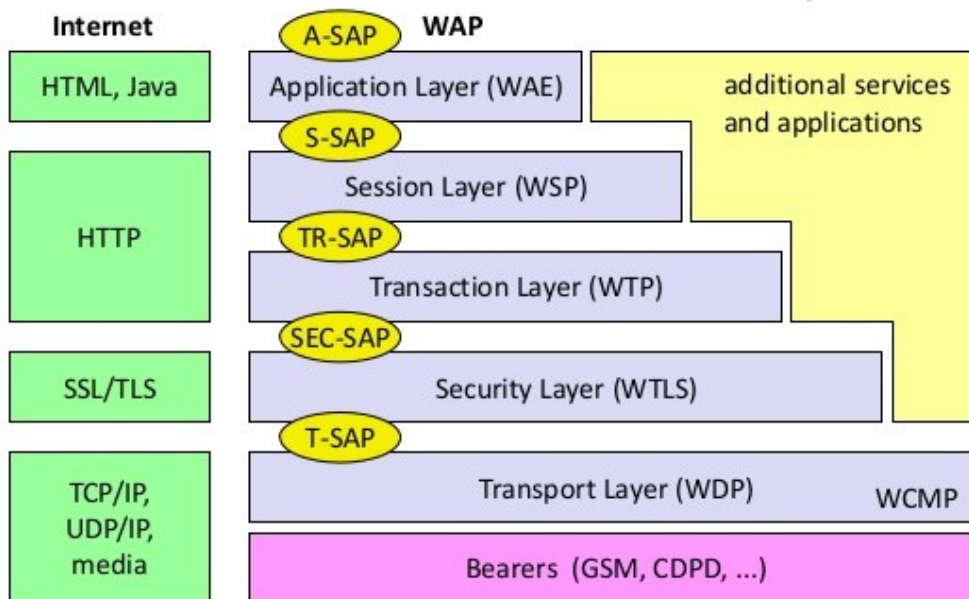 Internet
WAP
A-SAP
HTML, Java
Application Layer (WAE)
additional services
and applications
S-SAP
Session Layer (WSP)
HTTP
TR-SAP
Transaction Layer (WTP)
SEC-SAP
SSL/TLS
Security Layer (WTLS)
T-SAP
TCP/IP,
UDP/IP,
media
Transport Layer (WDP)
WCMP
Bearers (GSM, CDPD, ...)